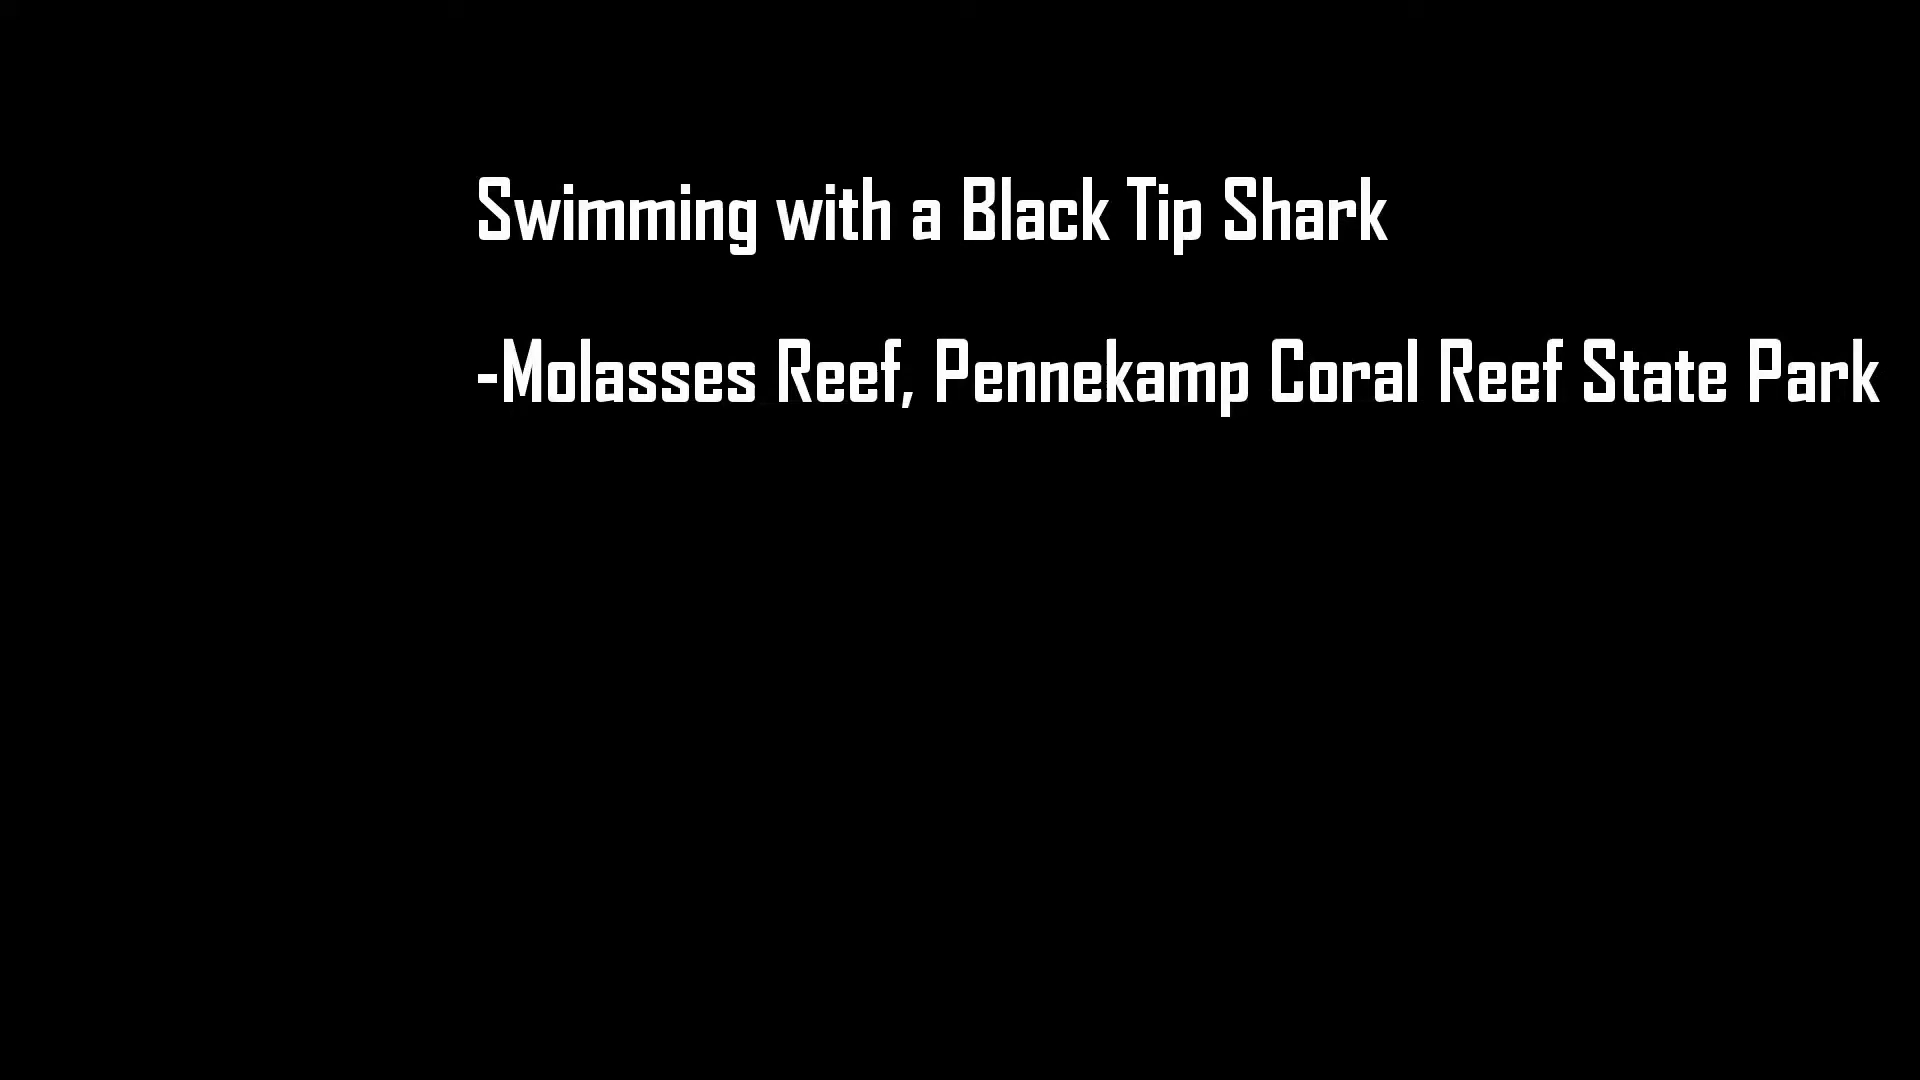 Swimming with a Black Tip Shark
-Molasses Reef, Pennekamp Coral Reef State Park